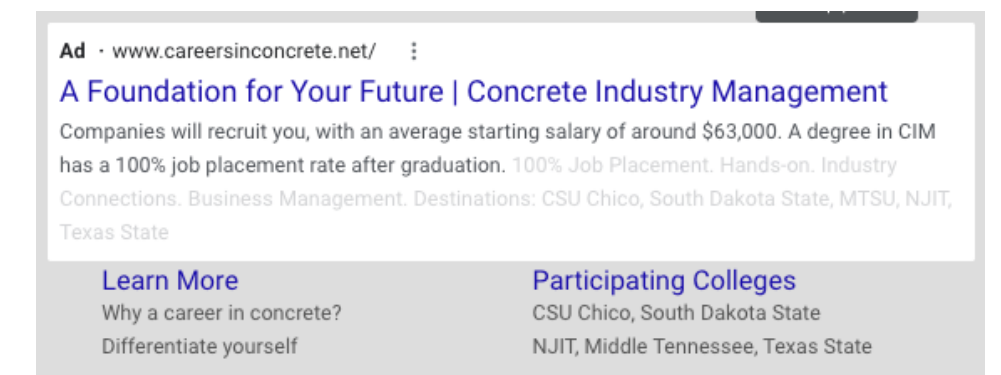 Ad · www.careersinconcrete.net/
A Foundation for Your Future | Concrete Industry Management
Companies will recruit you, with an average starting salary of around $63,000. A degree in CIM
has a 100% job placement rate after graduation. 100% Job Placement. Hands-on. Industry
Connections. Business Management. Destinations: CSU Chico, South Dakota State, MTSU, NJIT,
Texas State
Learn More
Why a career in concrete?
Differentiate yourself
Participating Colleges
CSU Chico, South Dakota State
NJIT, Middle Tennessee, Texas State